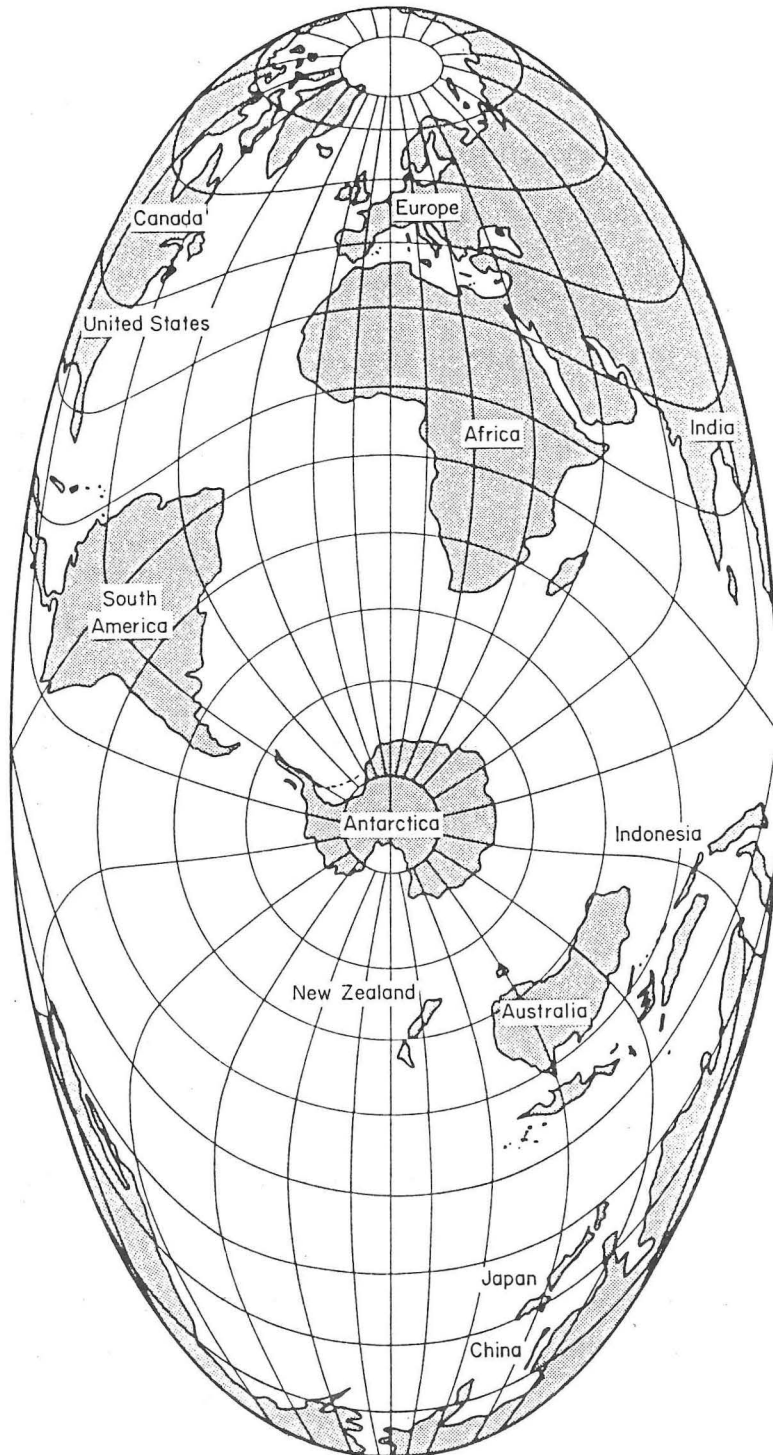 Canada
Europe
United States
India
Africa
South
America
Antarctica
Indonesia
New Zealand
Australia
Japan
China